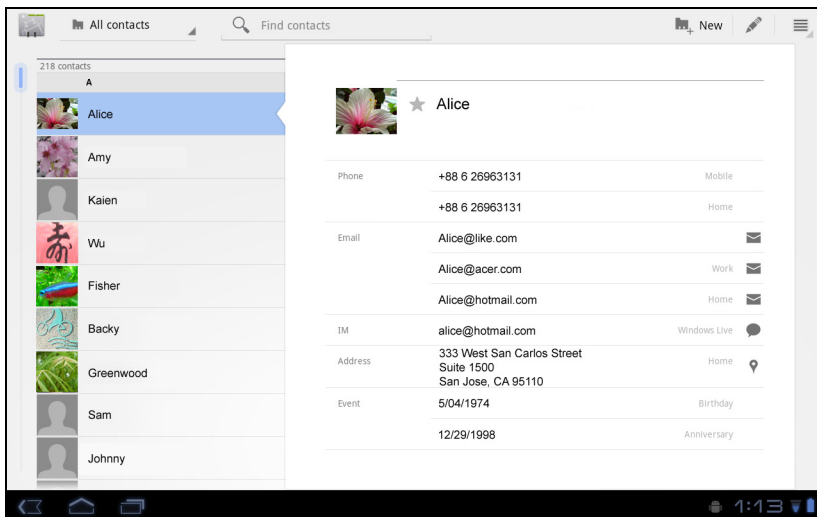 All contacts
Find contacts
New
218 contacts
A
Alice
Amy
Kaien
Wu
Fisher
Backy
Greenwood
Sam
Johnny
寿
Alice
Phone +88 6 26963131 Mobile
+88 6 26963131 Home
Email Alice@like.com
Alice@acer.com Work
Alice@hotmail.com Home
IM alice@hotmail.com Windows Live
Address 333 West San Carlos Street Home
Suite 1500
San Jose, CA 95110
Event 5/04/1974 Birthday
12/29/1998 Anniversary
1:13